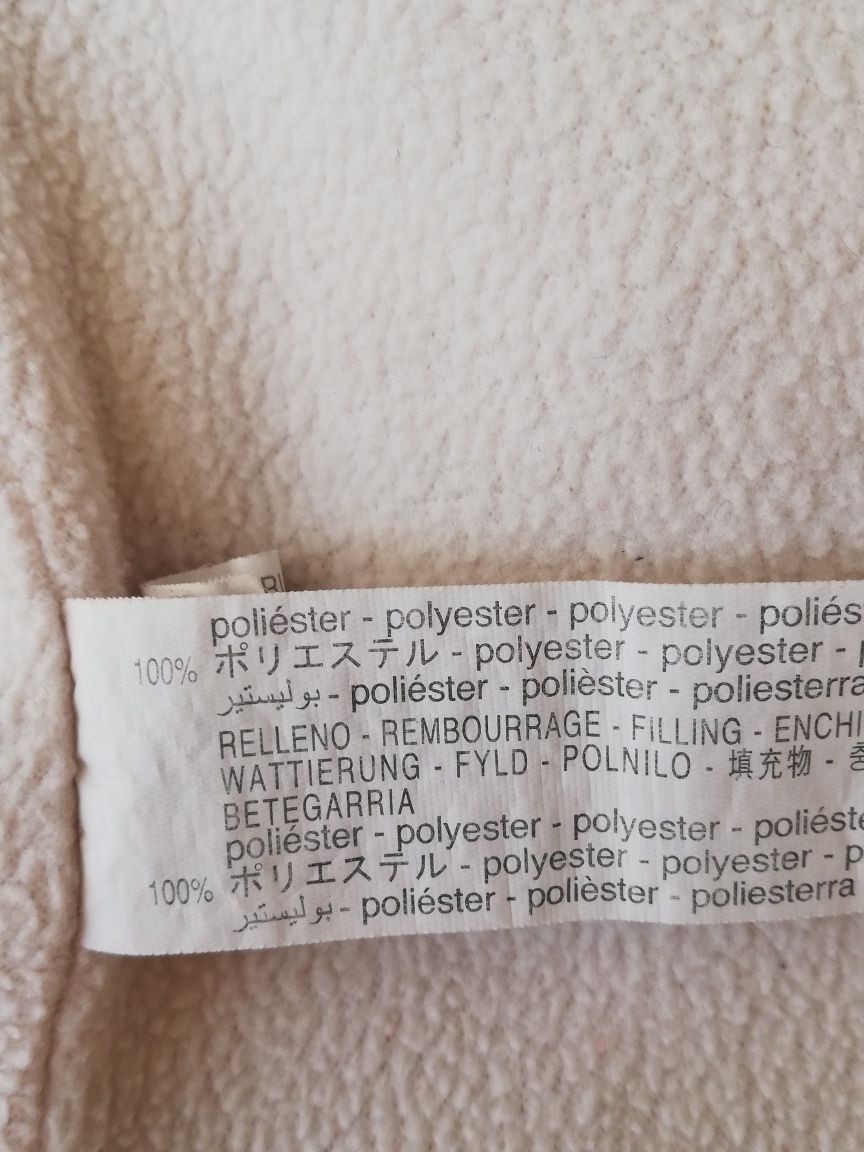 poliéster - polyester - polyester - poliés
100% ポリエステル - polyester - polyester -
بوليستير - poliéster - polièster - poliesterra
RELLENO - REMBOURRAGE - FILLING - ENCHI
WATTIERUNG - FYLD - POLNILO - 填充物 -
BETEGARRIA
poliéster - polyester - polyester - poliéste
100% ポリエステル - polyester - polyester - p
بوليستير - poliéster - polièster - poliesterra